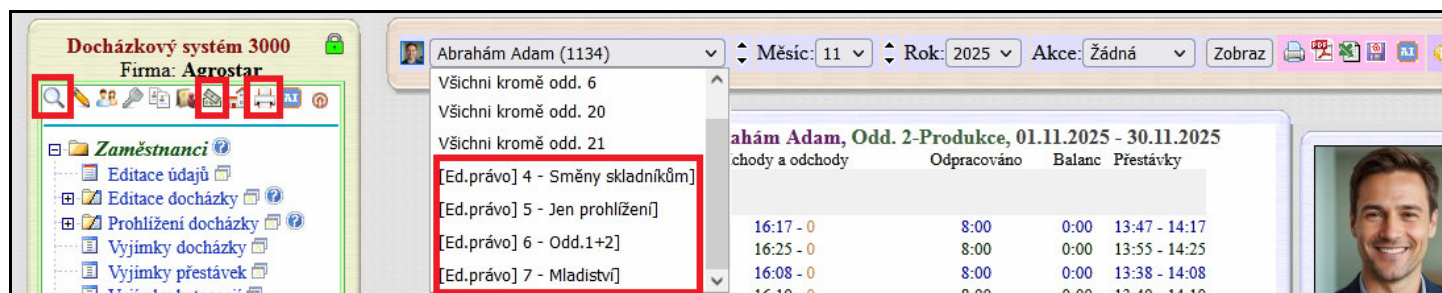 Docházkový systém 3000
Firma: Agrostar
Zaměstnanci
Editace údajů
Editace docházky
Prohlížení docházky
Vyjímky docházky
Vyjímky přestávek
Abrahám Adam (1134) Měsíc: 11 Rok: 2025 Akce: Žádná Zobraz PDF AI
Všichni kromě odd. 6
Všichni kromě odd. 20
Všichni kromě odd. 21
[Ed.právo] 4 - Směny skladníkům]
[Ed.právo] 5 - Jen prohlížení]
[Ed.právo] 6 - Odd.1+2]
[Ed.právo] 7 - Mladiství]
ahám Adam, Odd. 2-Produkce, 01.11.2025 - 30.11.2025
chody a odchody Odpracováno Balanc Přestávky
16:17 - 0 8:00 0:00 13:47 - 14:17
16:25 - 0 8:00 0:00 13:55 - 14:25
16:08 - 0 8:00 0:00 13:38 - 14:08